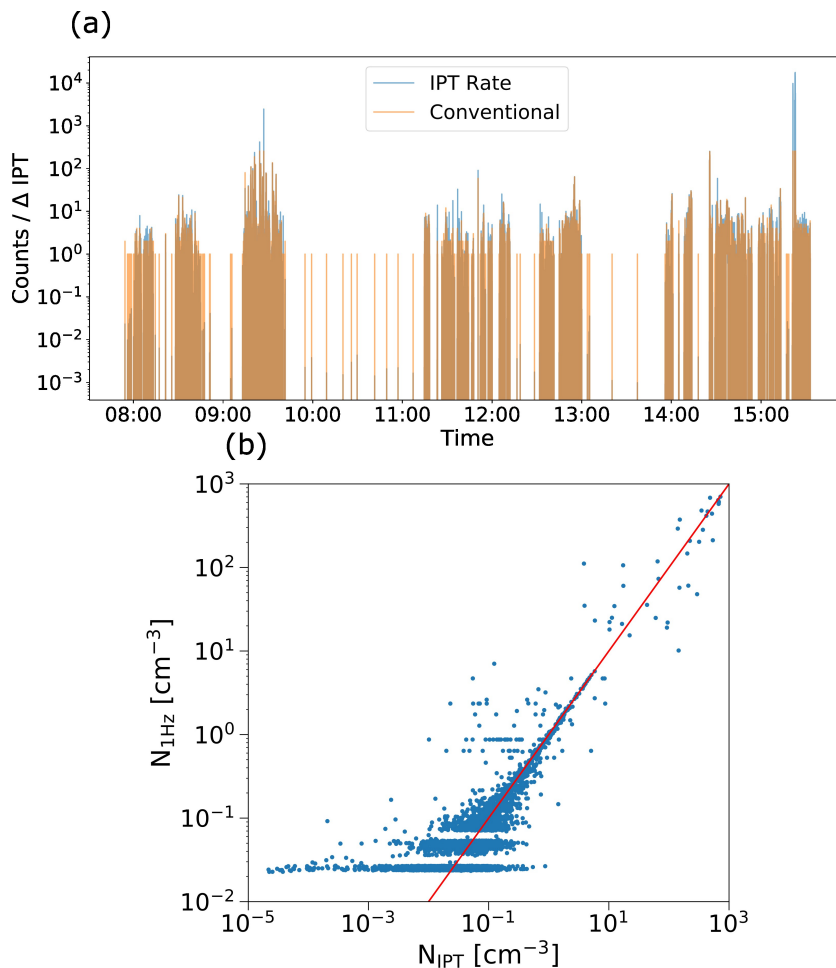 (a)
Counts / Δ IPT
10⁴
10³
10²
10¹
10⁰
10⁻¹
10⁻²
10⁻³
IPT Rate
Conventional
08:00 09:00 10:00 11:00 12:00 13:00 14:00 15:00
Time
(b)
N₁Hz [cm⁻³]
10³
10²
10¹
10⁰
10⁻¹
10⁻²
10⁻⁵ 10⁻³ 10⁻¹ 10¹ 10³
N_IPT [cm⁻³]